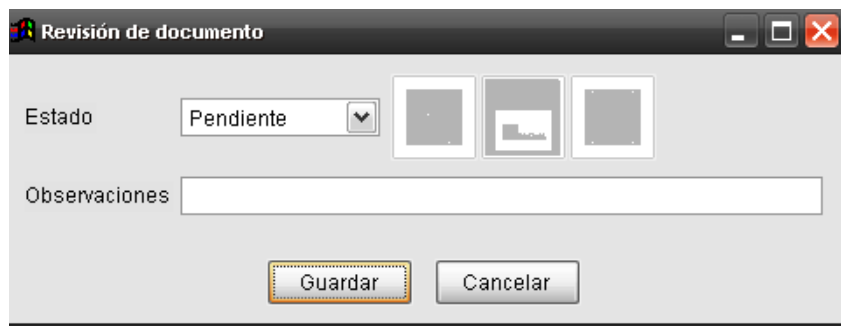 Revisión de documento
Estado Pendiente
Observaciones
Guardar Cancelar